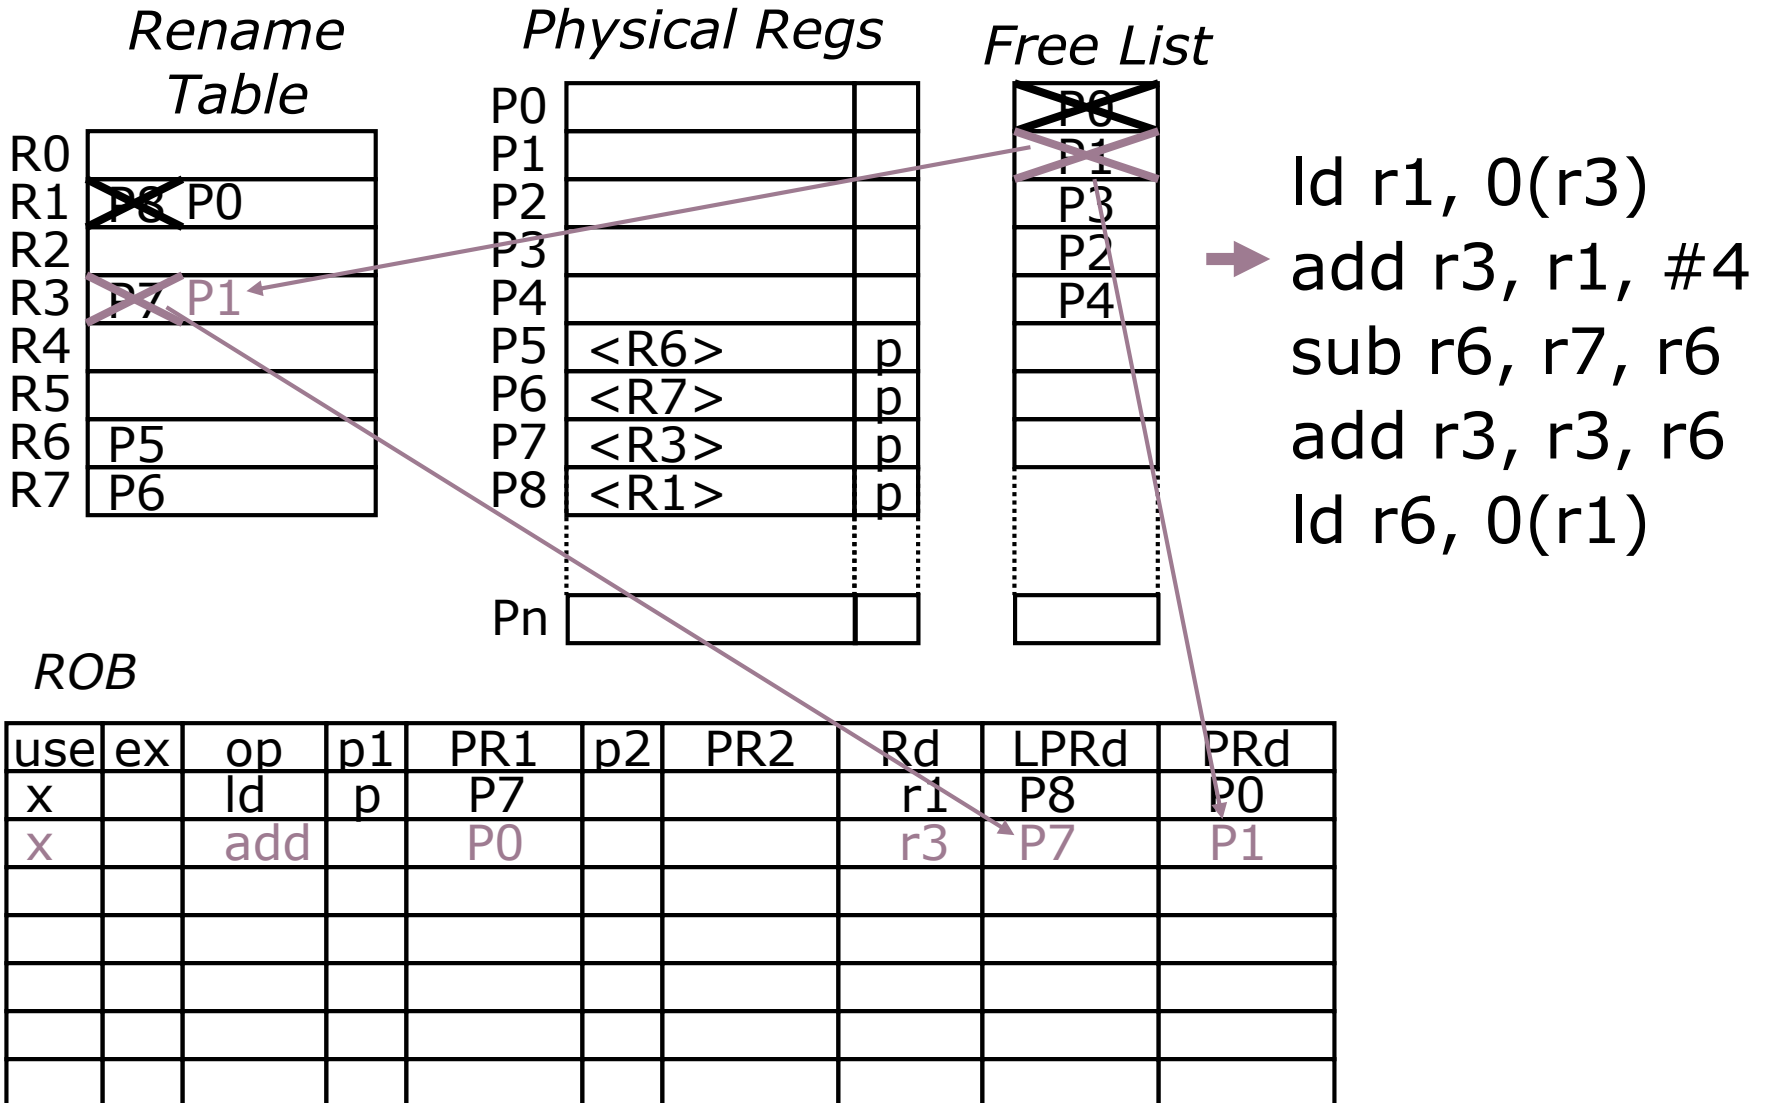 Rename
Table
Physical Regs
Free List
R0
R1 P8 P0
R2
R3 P7 P1
R4
R5
R6 P5
R7 P6
P0
P1
P2
P3
P4
P5 <R6> p
P6 <R7> p
P7 <R3> p
P8 <R1> p
Pn
P0
P1
P3
P2
P4
ld r1, 0(r3)
add r3, r1, #4
sub r6, r7, r6
add r3, r3, r6
ld r6, 0(r1)
ROB
use ex op p1 PR1 p2 PR2 Rd LPRd PRd
x ld p P7 r1 P8 P0
x add P0 r3 P7 P1